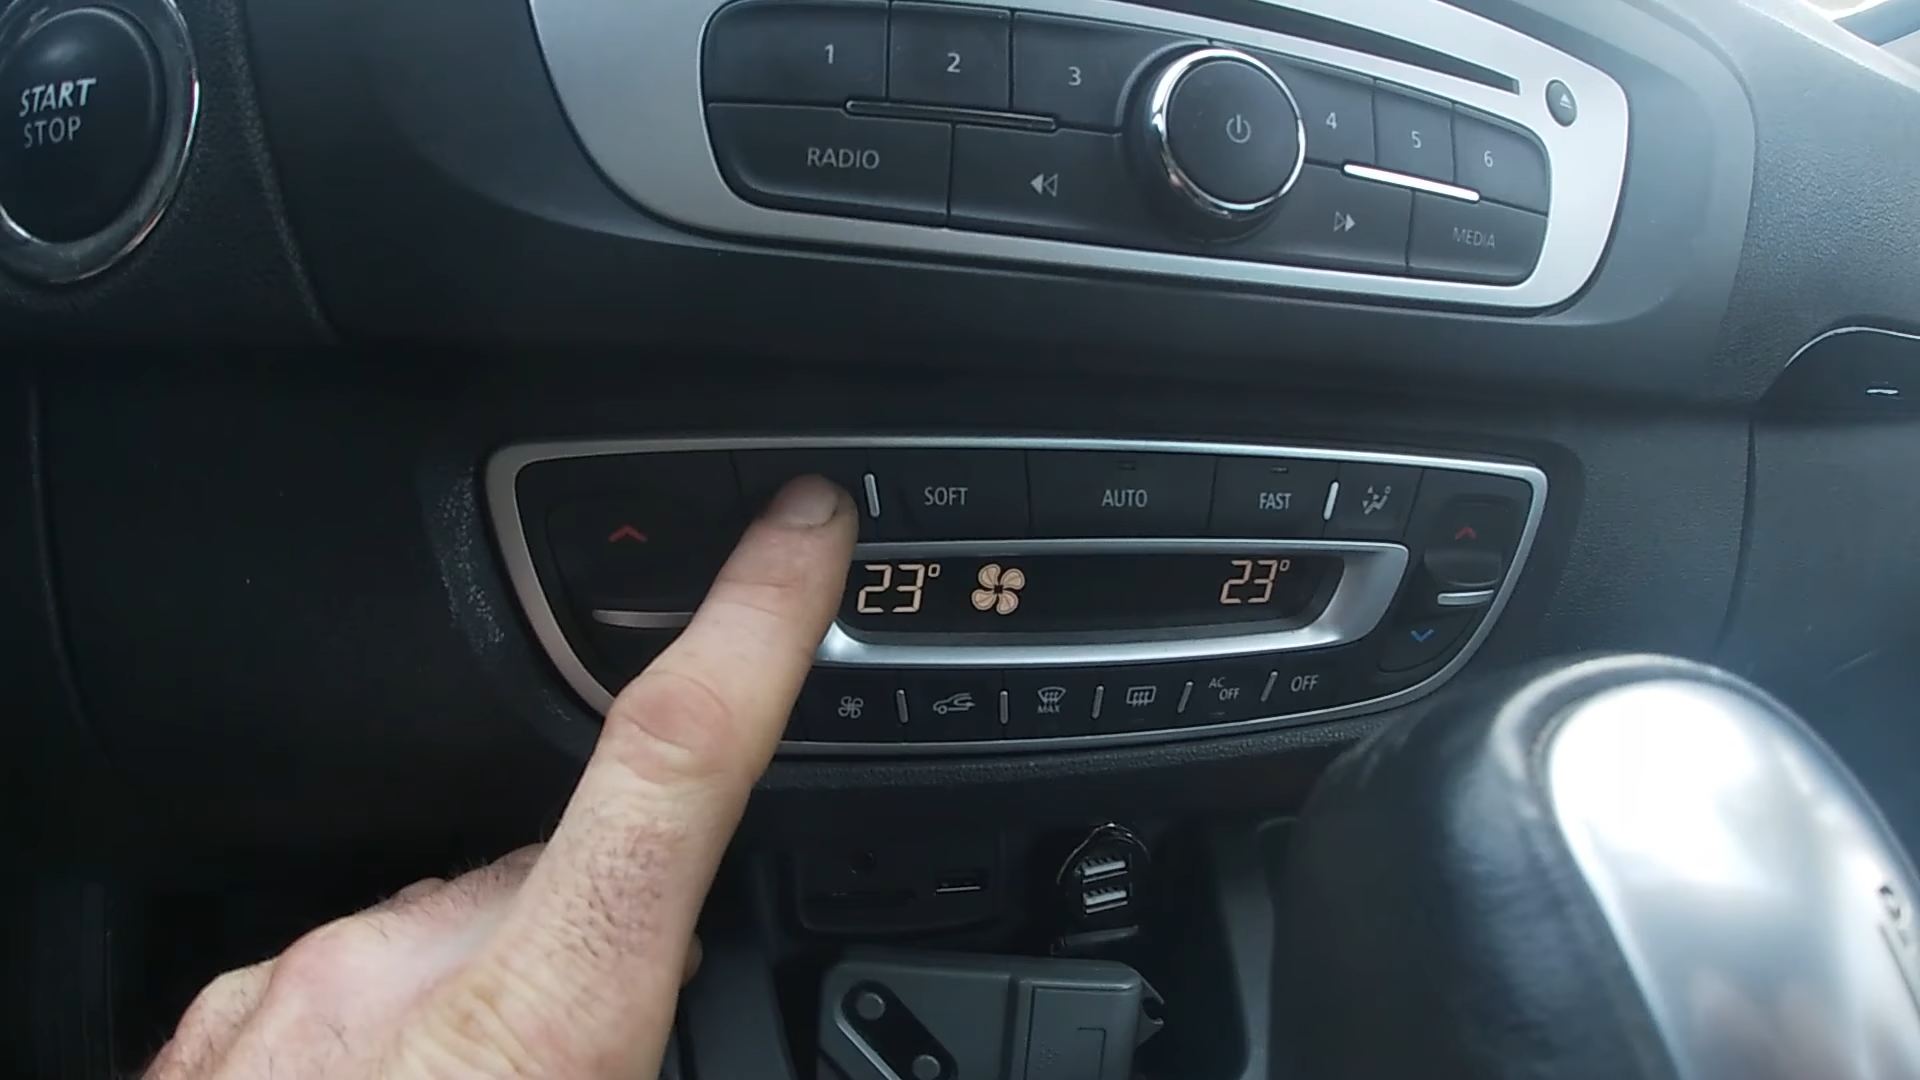 START
STOP
1
2
3
4
5
6
RADIO
MEDIA
SOFT
AUTO
FAST
23°
23°
MAX
AC
OFF
OFF